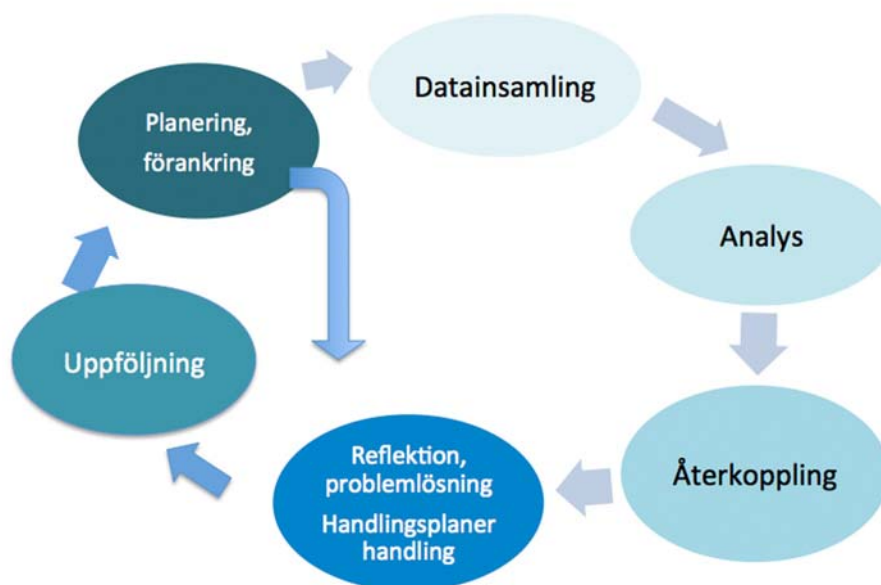 Planering,
förankring
Datainsamling
Analys
Återkoppling
Reflektion,
problemlösning
Handlingsplaner
handling
Uppföljning